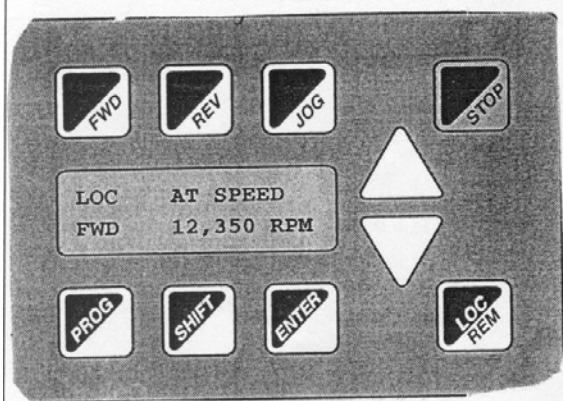 FWD REV JOG STOP
LOC AT SPEED
FWD 12,350 RPM
PROG SHIFT ENTER LOC
REM